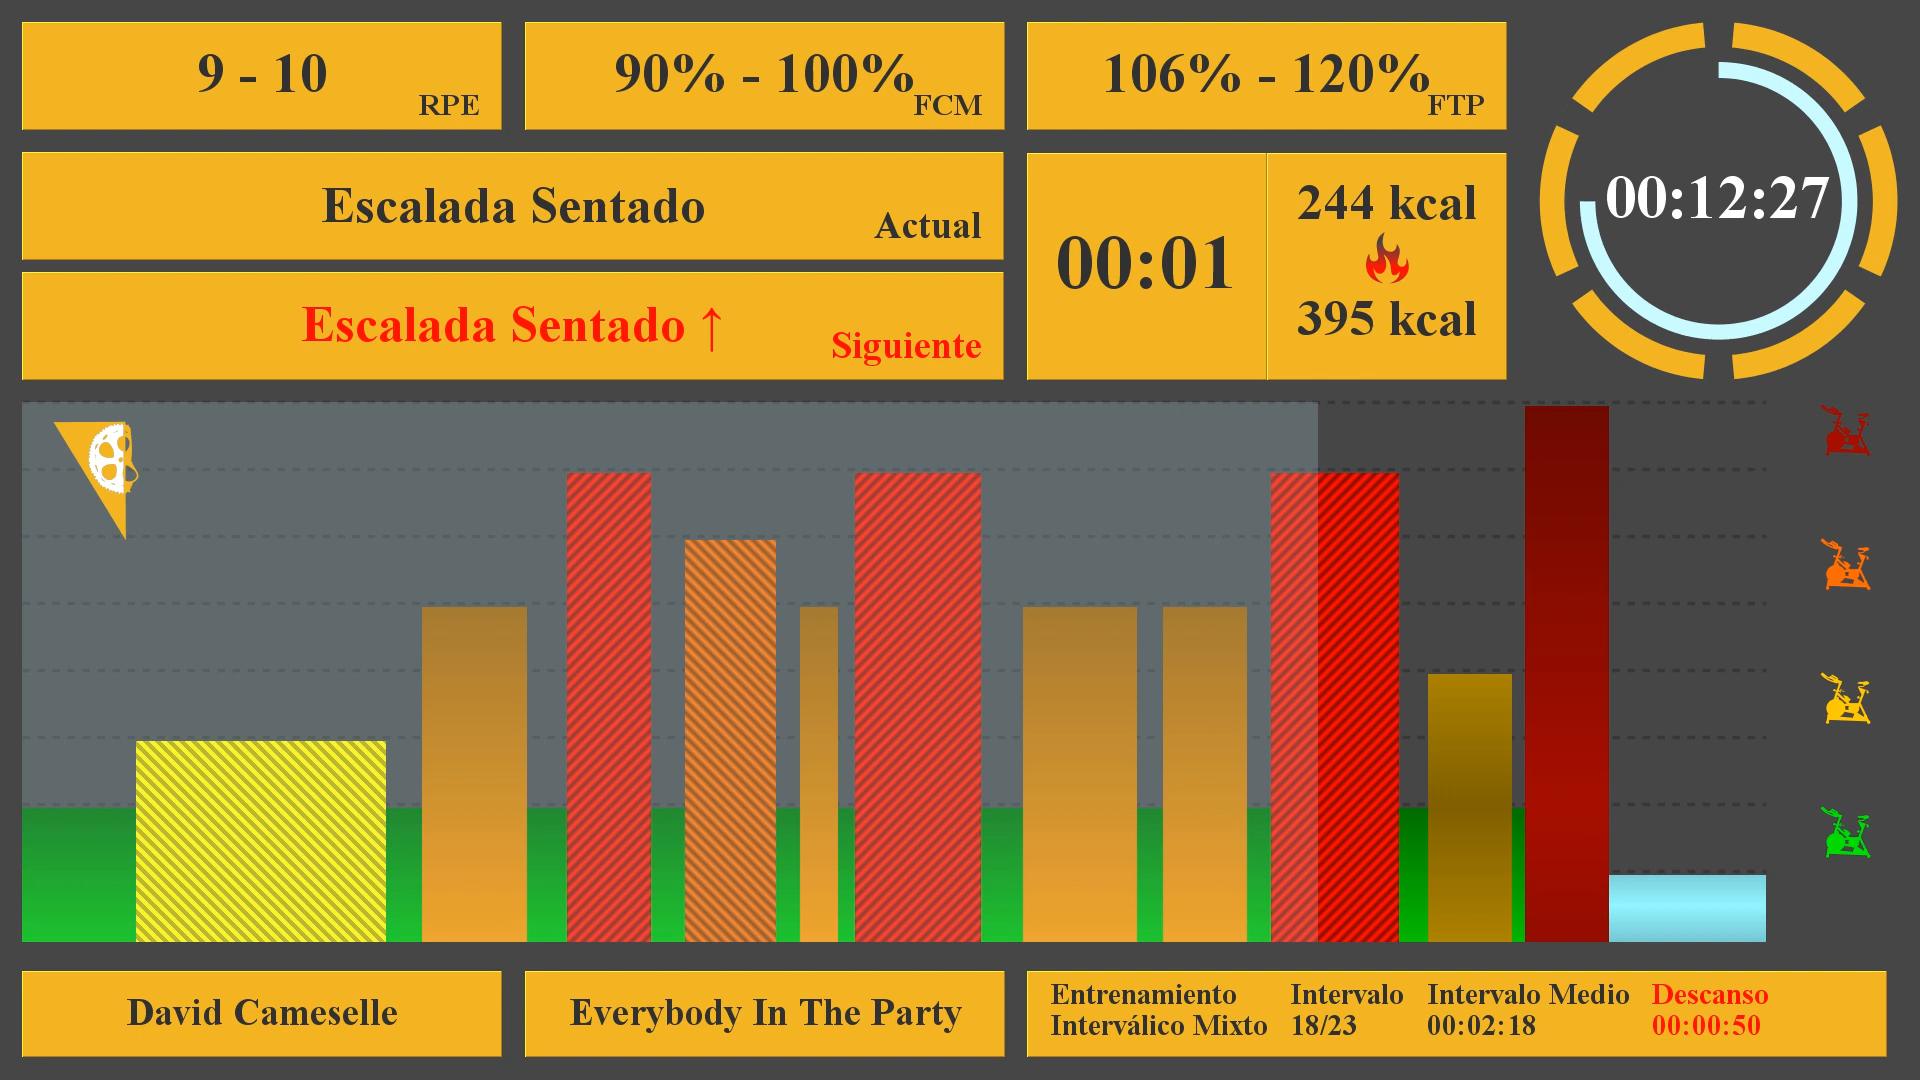 9 - 10
RPE
90% - 100%
FCM
106% - 120%
FTP
00:12:27
Escalada Sentado
Actual
Escalada Sentado ↑
Siguiente
00:01
244 kcal
395 kcal
David Cameselle
Everybody In The Party
Entrenamiento
Interválico Mixto
Intervalo
18/23
Intervalo Medio
00:02:18
Descanso
00:00:50